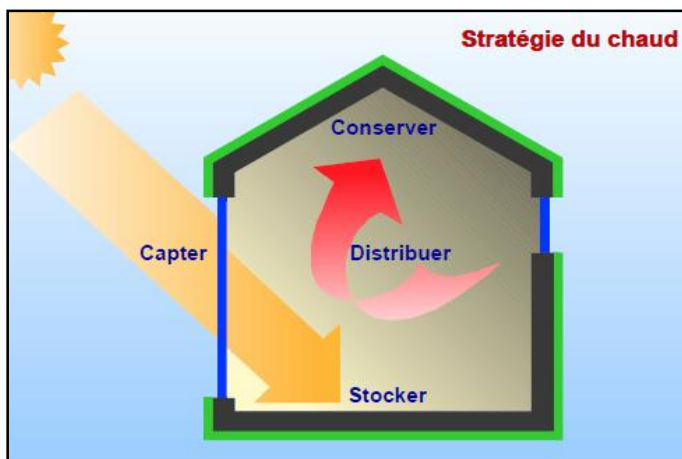 Stratégie du chaud
Conserver
Capter
Distribuer
Stocker